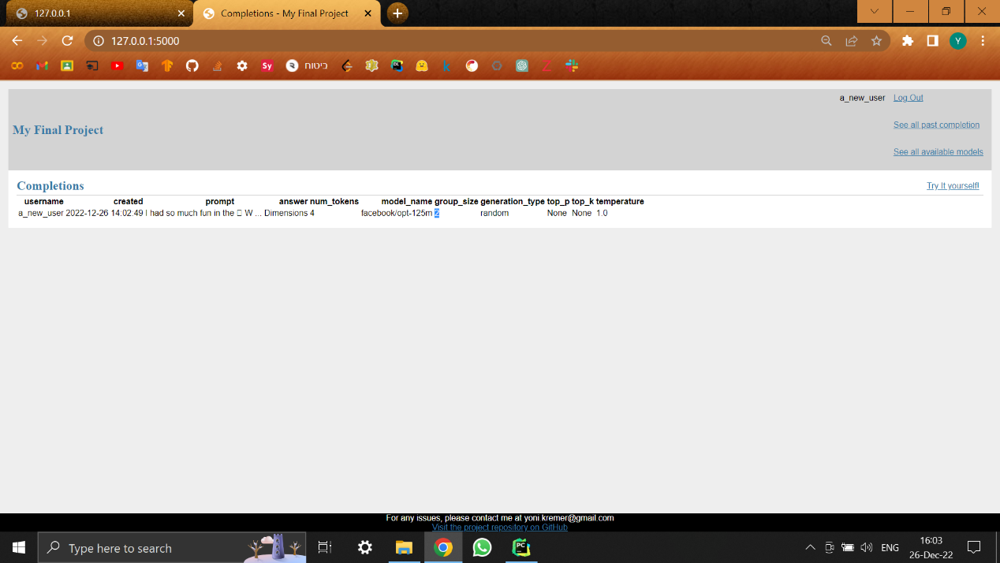 127.0.0.1
Completions - My Final Project
127.0.0.1:5000
Sy
ביטוח
Y
a_new_user Log Out
My Final Project
See all past completion
See all available models
Completions
Try It yourself!
username created prompt answer num_tokens model_name group_size generation_type top_p top_k temperature
a_new_user 2022-12-26 14:02:49 I had so much fun in the □ W ... Dimensions 4 facebook/opt-125m 2 random None None 1.0
For any issues, please contact me at yoni.kremer@gmail.com
Visit the project repository on GitHub
Type here to search
PC
ENG
16:03
26-Dec-22